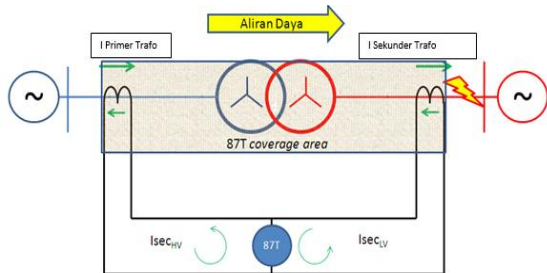 Aliran Daya
I Primer Trafo
I Sekunder Trafo
~
~
87T coverage area
IsecHV
87T
IsecLV